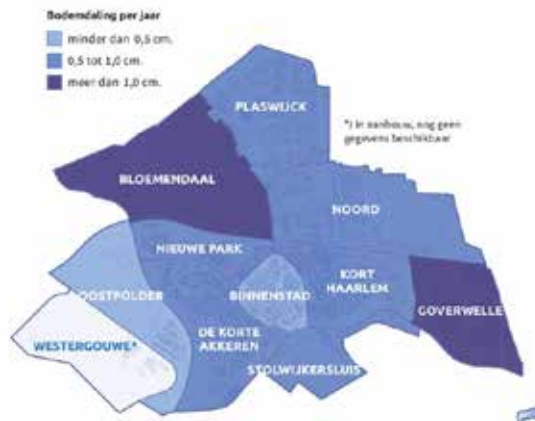 Bodemdaling per jaar
minder dan 0,5 cm.
0,5 tot 1,0 cm.
meer dan 1,0 cm.
PLASWIJCK
*) in aanbouw, nog geen
gegevens beschikbaar
BLOEMENDAAL
NOORD
NIEUWE PARK
KORT
HAARLEM
OOSTPOLDER
BINNENSTAD
GOVERWELLE
DE KORTE
AKKEREN
WESTERGOUWE*
STOLWIJKERSLUIS